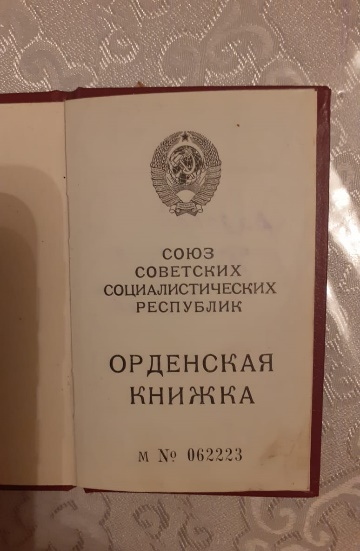 СОЮЗ
СОВЕТСКИХ
СОЦИАЛИСТИЧЕСКИХ
РЕСПУБЛИК
ОРДЕНСКАЯ
КНИЖКА
М № 062223